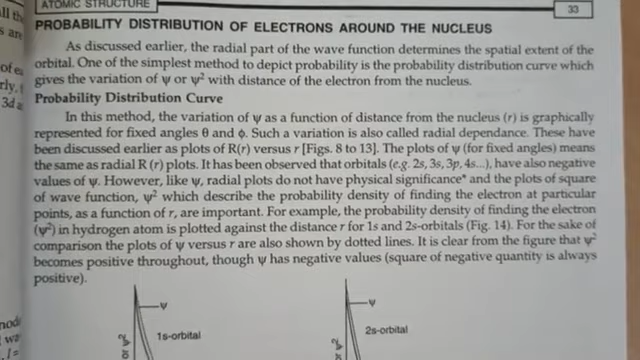 ATOMIC STRUCTURE
33
PROBABILITY DISTRIBUTION OF ELECTRONS AROUND THE NUCLEUS
As discussed earlier, the radial part of the wave function determines the spatial extent of the
orbital. One of the simplest method to depict probability is the probability distribution curve which
gives the variation of ψ or ψ² with distance of the electron from the nucleus.
Probability Distribution Curve
In this method, the variation of ψ as a function of distance from the nucleus (r) is graphically
represented for fixed angles θ and ϕ. Such a variation is also called radial dependance. These have
been discussed earlier as plots of R(r) versus r [Figs. 8 to 13]. The plots of ψ (for fixed angles) means
the same as radial R (r) plots. It has been observed that orbitals (e.g. 2s, 3s, 3p, 4s...), have also negative
values of ψ. However, like ψ, radial plots do not have physical significance* and the plots of square
of wave function, ψ² which describe the probability density of finding the electron at particular
points, as a function of r, are important. For example, the probability density of finding the electron
(ψ²) in hydrogen atom is plotted against the distance r for 1s and 2s-orbitals (Fig. 14). For the sake of
comparison the plots of ψ versus r are also shown by dotted lines. It is clear from the figure that ψ²
becomes positive throughout, though ψ has negative values (square of negative quantity is always
positive).
ψ
1s-orbital
or ψ²
ψ
2s-orbital
ψ²